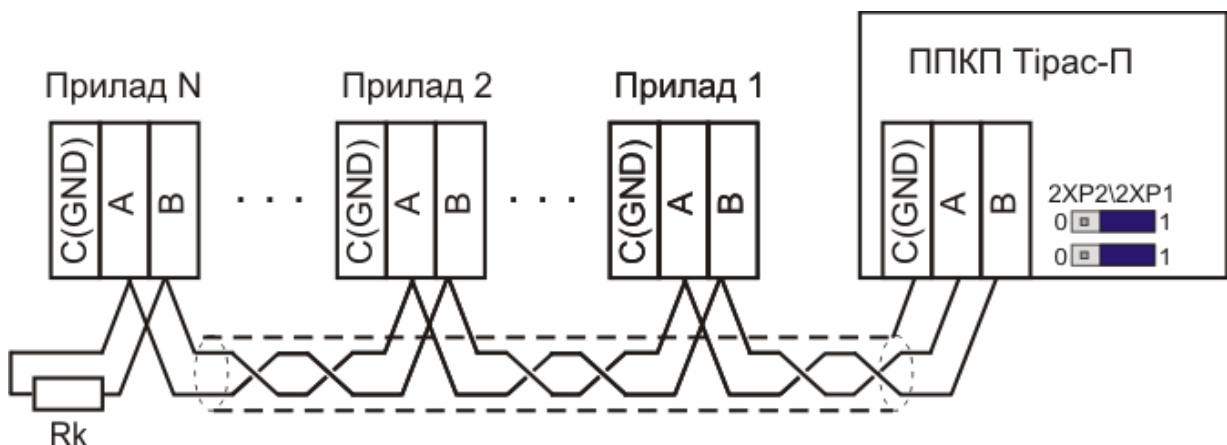 ППКП Тірас-П
Прилад N
Прилад 2
Прилад 1
C(GND)
A
B
. . .
C(GND)
A
B
. . .
C(GND)
A
B
C(GND)
A
B
2XP2\2XP1
0 1
0 1
Rk